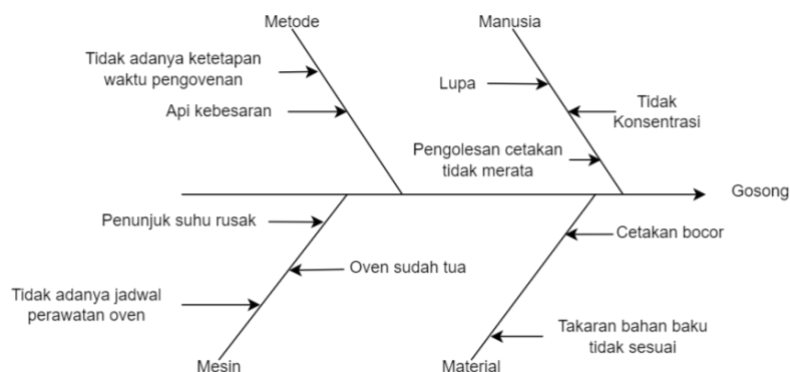 Metode
Manusia
Tidak adanya ketetapan
waktu pengovenan
Api kebesaran
Lupa
Tidak
Konsentrasi
Pengolesan cetakan
tidak merata
Gosong
Penunjuk suhu rusak
Oven sudah tua
Tidak adanya jadwal
perawatan oven
Cetakan bocor
Takaran bahan baku
tidak sesuai
Mesin
Material